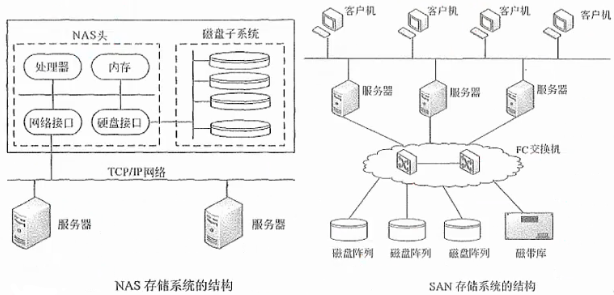 NAS头
磁盘子系统
处理器
内存
网络接口
硬盘接口
TCP/IP网络
服务器
服务器
NAS 存储系统的结构
客户机
客户机
客户机
客户机
服务器
服务器
服务器
FC交换机
磁盘阵列
磁盘阵列
磁盘阵列
磁带库
SAN 存储系统的结构